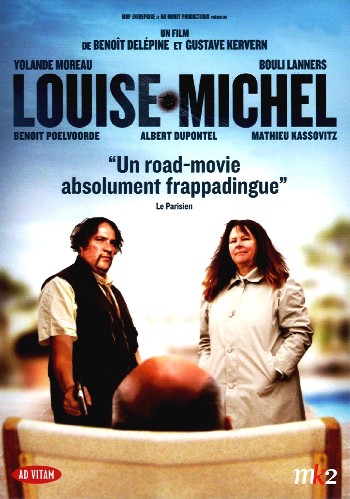 MNP ENTREPRISE et NO MONEY PRODUCTIONS présentent
UN FILM
DE BENOÎT DELÉPINE ET GUSTAVE KERVERN
YOLANDE MOREAU BOULI LANNERS
LOUISE-MICHEL
BENOIT POELVOORDE ALBERT DUPONTEL MATHIEU KASSOVITZ
“Un road-movie
absolument frappadingue”
Le Parisien
AD VITAM
mk2